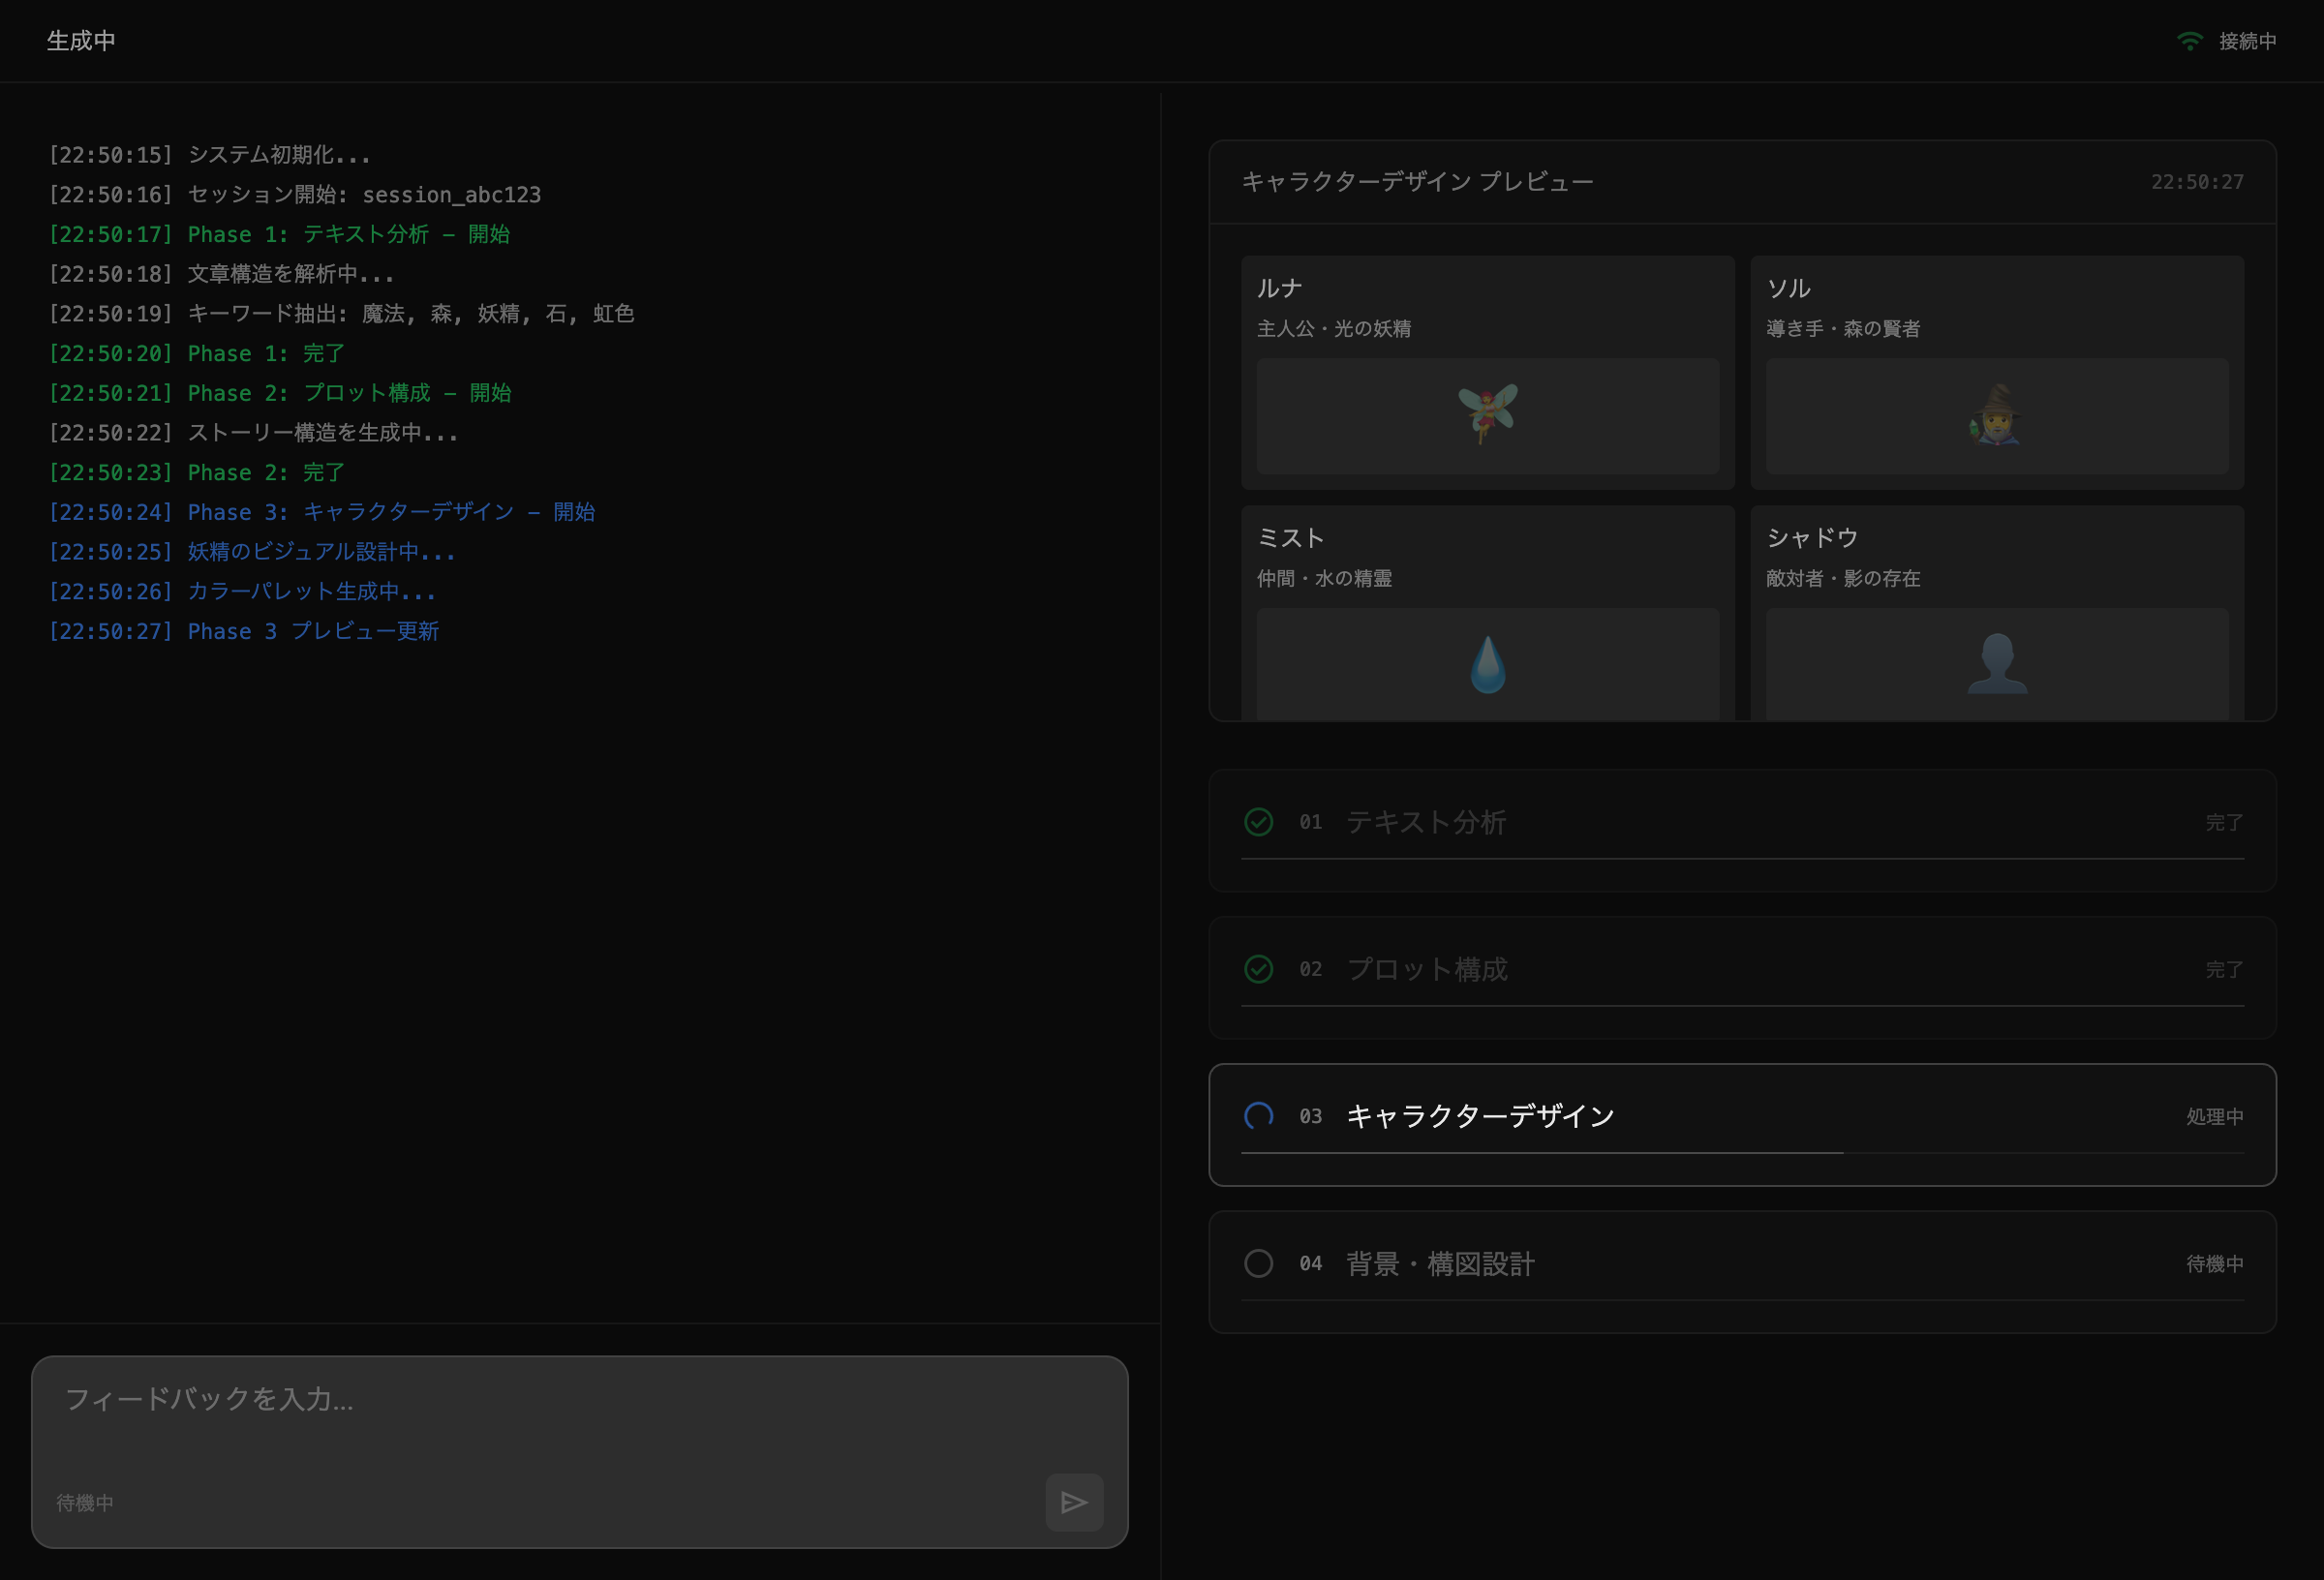 生成中
接続中
[22:50:15] システム初期化...
[22:50:16] セッション開始: session_abc123
[22:50:17] Phase 1: テキスト分析 – 開始
[22:50:18] 文章構造を解析中...
[22:50:19] キーワード抽出: 魔法, 森, 妖精, 石, 虹色
[22:50:20] Phase 1: 完了
[22:50:21] Phase 2: プロット構成 – 開始
[22:50:22] ストーリー構造を生成中...
[22:50:23] Phase 2: 完了
[22:50:24] Phase 3: キャラクターデザイン – 開始
[22:50:25] 妖精のビジュアル設計中...
[22:50:26] カラーパレット生成中...
[22:50:27] Phase 3 プレビュー更新
フィードバックを入力...
待機中
キャラクターデザイン プレビュー 22:50:27
ルナ
主人公・光の妖精
ソル
導き手・森の賢者
ミスト
仲間・水の精霊
シャドウ
敵対者・影の存在
01 テキスト分析 完了
02 プロット構成 完了
03 キャラクターデザイン 処理中
04 背景・構図設計 待機中